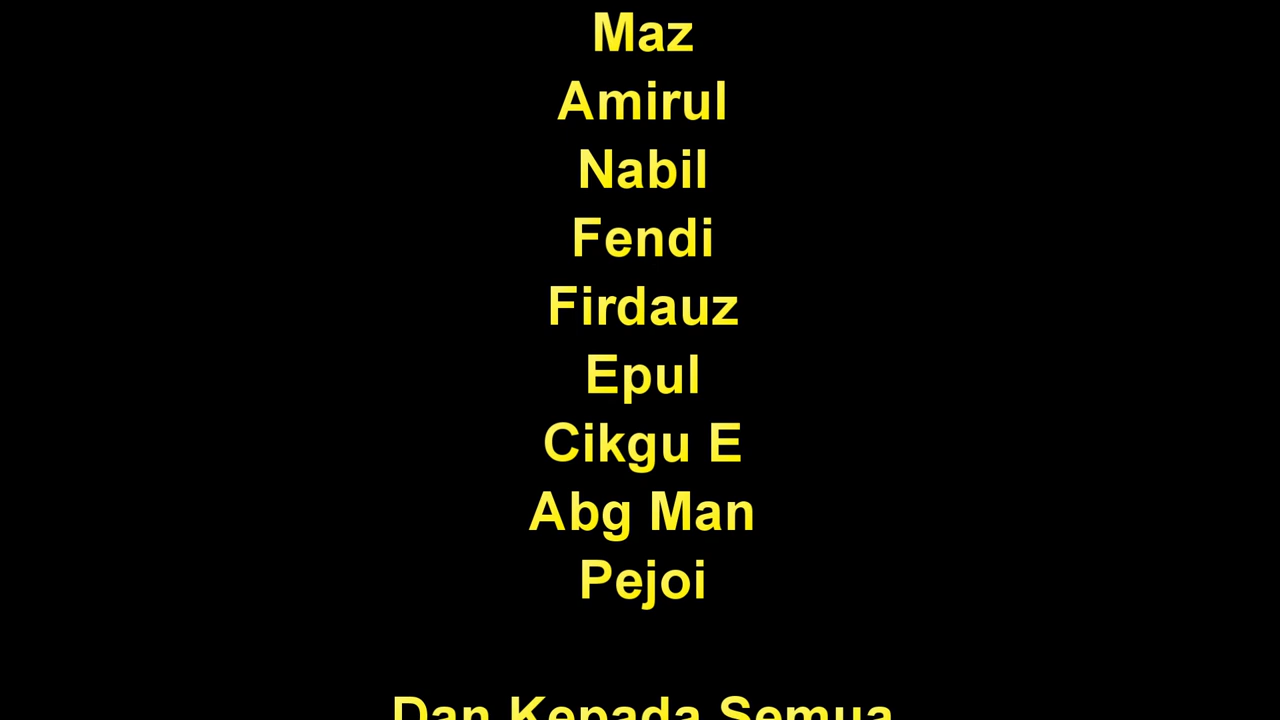 Maz
Amirul
Nabil
Fendi
Firdauz
Epul
Cikgu E
Abg Man
Pejoi
Dan Kepada Semua